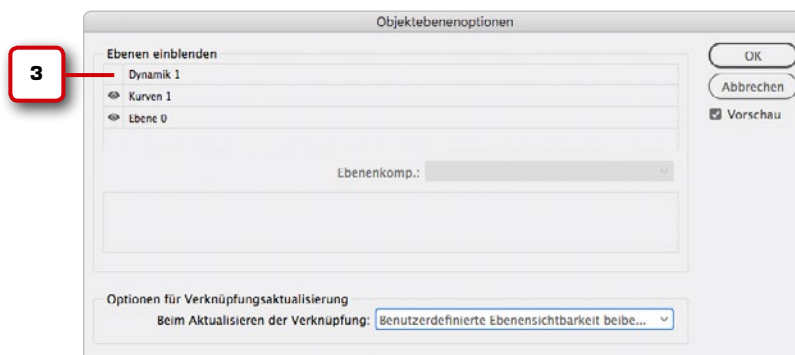 Objektebenenoptionen
Ebenen einblenden
3
Dynamik 1
Kurven 1
Ebene 0
Ebenenkomp.:
OK
Abbrechen
Vorschau
Optionen für Verknüpfungsaktualisierung
Beim Aktualisieren der Verknüpfung: Benutzerdefinierte Ebenensichtbarkeit beibe...